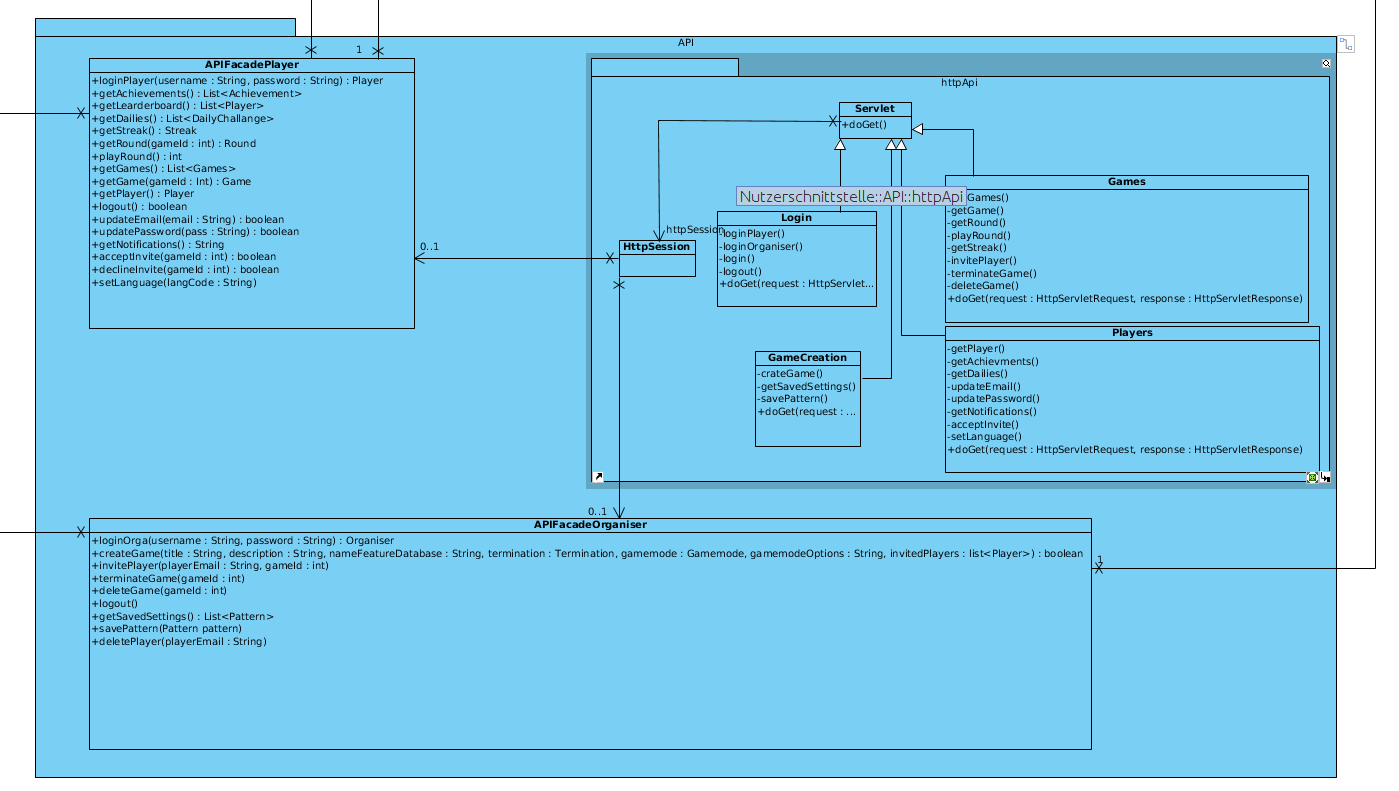 API
1
APIFacadePlayer
+loginPlayer(username : String, password : String) : Player
+getAchievements() : List<Achievement>
+getLearderboard() : List<Player>
+getDailies() : List<DailyChallange>
+getStreak() : Streak
+getRound(gameId : int) : Round
+playRound() : int
+getGames() : List<Games>
+getGame(gameId : Int) : Game
+getPlayer() : Player
+logout() : boolean
+updateEmail(email : String) : boolean
+updatePassword(pass : String) : boolean
+getNotifications() : String
+acceptInvite(gameId : int) : boolean
+declineInvite(gameId : int) : boolean
+setLanguage(langCode : String)
0..1
httpApi
Servlet
+doGet()
Nutzerschnittstelle::API::httpApi
httpSession
HttpSession
Login
-loginPlayer()
-loginOrganiser()
-login()
-logout()
+doGet(request : HttpServlet...
Games
Games()
-getGame()
-getRound()
-playRound()
-getStreak()
-invitePlayer()
-terminateGame()
-deleteGame()
+doGet(request : HttpServletRequest, response : HttpServletResponse)
GameCreation
-crateGame()
-getSavedSettings()
-savePattern()
+doGet(request : ...
Players
-getPlayer()
-getAchievments()
-getDailies()
-updateEmail()
-updatePassword()
-getNotifications()
-acceptInvite()
-setLanguage()
+doGet(request : HttpServletRequest, response : HttpServletResponse)
0..1
APIFacadeOrganiser
+loginOrga(username : String, password : String) : Organiser
+createGame(title : String, description : String, nameFeatureDatabase : String, termination : Termination, gamemode : Gamemode, gamemodeOptions : String, invitedPlayers : list<Player>) : boolean
+invitePlayer(playerEmail : String, gameId : int)
+terminateGame(gameId : int)
+deleteGame(gameId : int)
+logout()
+getSavedSettings() : List<Pattern>
+savePattern(Pattern pattern)
+deletePlayer(playerEmail : String)
1